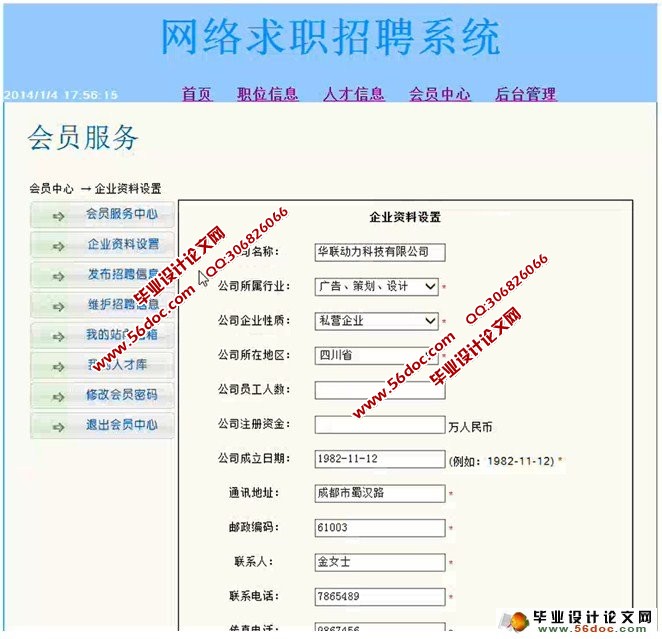 网络求职招聘系统
2014/1/4 17:56:15
首页 职位信息 人才信息 会员中心 后台管理
会员服务
会员中心 → 企业资料设置
会员服务中心
企业资料设置
发布招聘信息
维护招聘信息
我的站内
人才库
修改会员密码
退出会员中心
企业资料设置
司名称: 华联动力科技有限公司
公司所属行业: 广告、策划、设计 *
公司企业性质: 私营企业 *
公司所在地区: 四川省 *
公司员工人数:
公司注册资金: 万人民币
公司成立日期: 1982-11-12 (例如: 1982-11-12) *
通讯地址: 成都市蜀汉路 *
邮政编码: 61003 *
联系人: 金女士 *
联系电话: 7865489 *
传真电话: 9867456
毕业设计论文网 QQ:306826066
www.56doc.com
www.56doc.com QQ:306826066
毕业设计论文网
毕业设计论文网
www.56doc.com